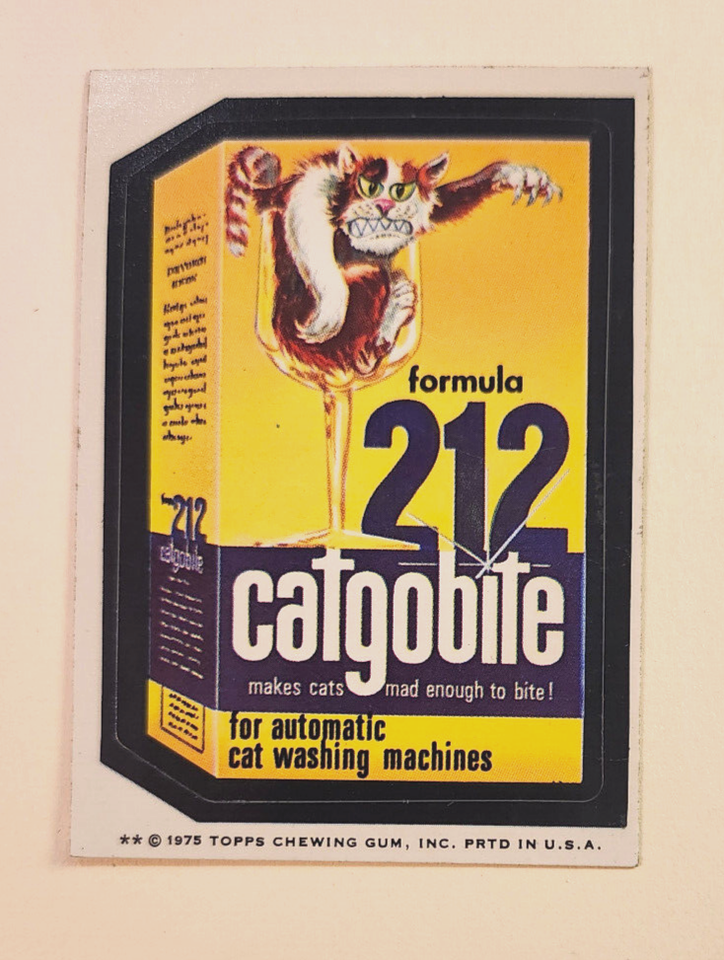 formula
212
catgobite
makes cats mad enough to bite!
for automatic
cat washing machines
212
catgobite
** © 1975 TOPPS CHEWING GUM, INC. PRTD IN U.S.A.